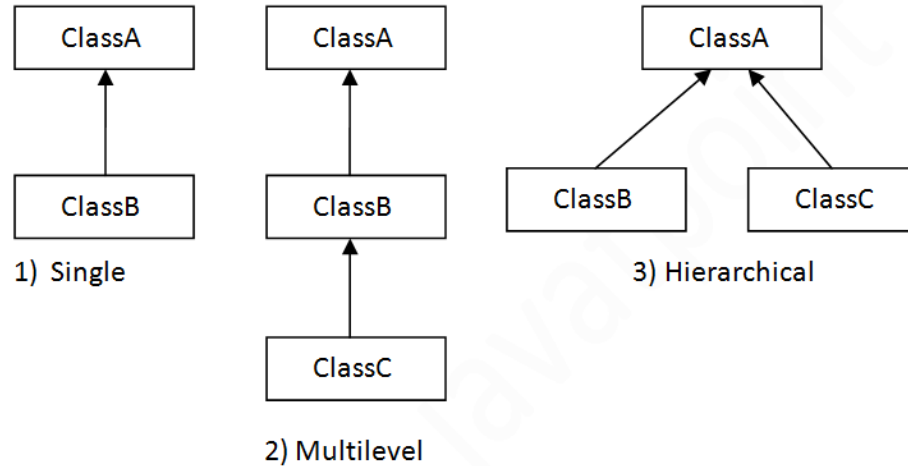 ClassA
ClassB
1) Single
ClassA
ClassB
ClassC
2) Multilevel
ClassA
ClassB
ClassC
3) Hierarchical